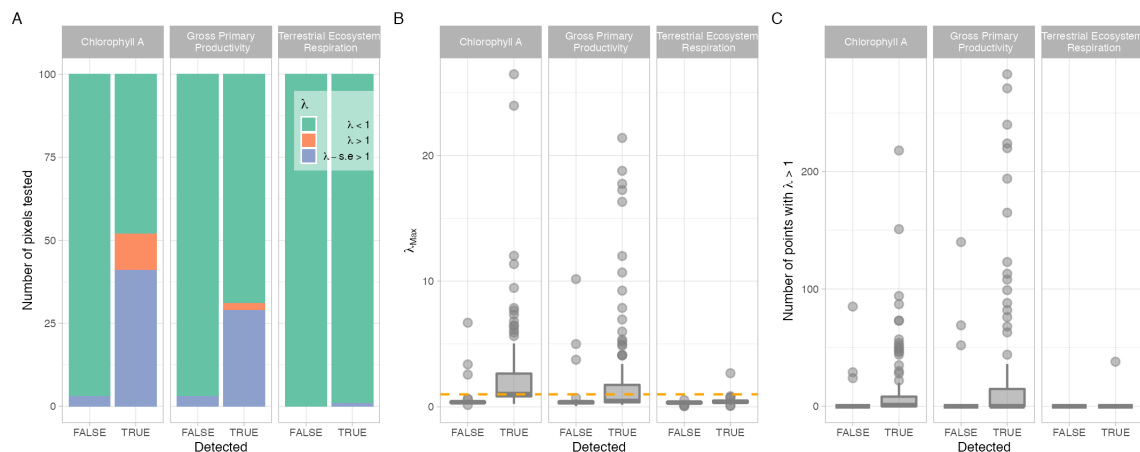 A
Chlorophyll A
Gross Primary
Productivity
Terrestrial Ecosystem
Respiration
Number of pixels tested
100
75
50
25
0
λ
λ < 1
λ > 1
λ − s.e > 1
FALSE TRUE
FALSE TRUE
FALSE TRUE
Detected
B
Chlorophyll A
Gross Primary
Productivity
Terrestrial Ecosystem
Respiration
λMax
20
10
0
FALSE TRUE
FALSE TRUE
FALSE TRUE
Detected
C
Chlorophyll A
Gross Primary
Productivity
Terrestrial Ecosystem
Respiration
Number of points with λ > 1
200
100
0
FALSE TRUE
FALSE TRUE
FALSE TRUE
Detected